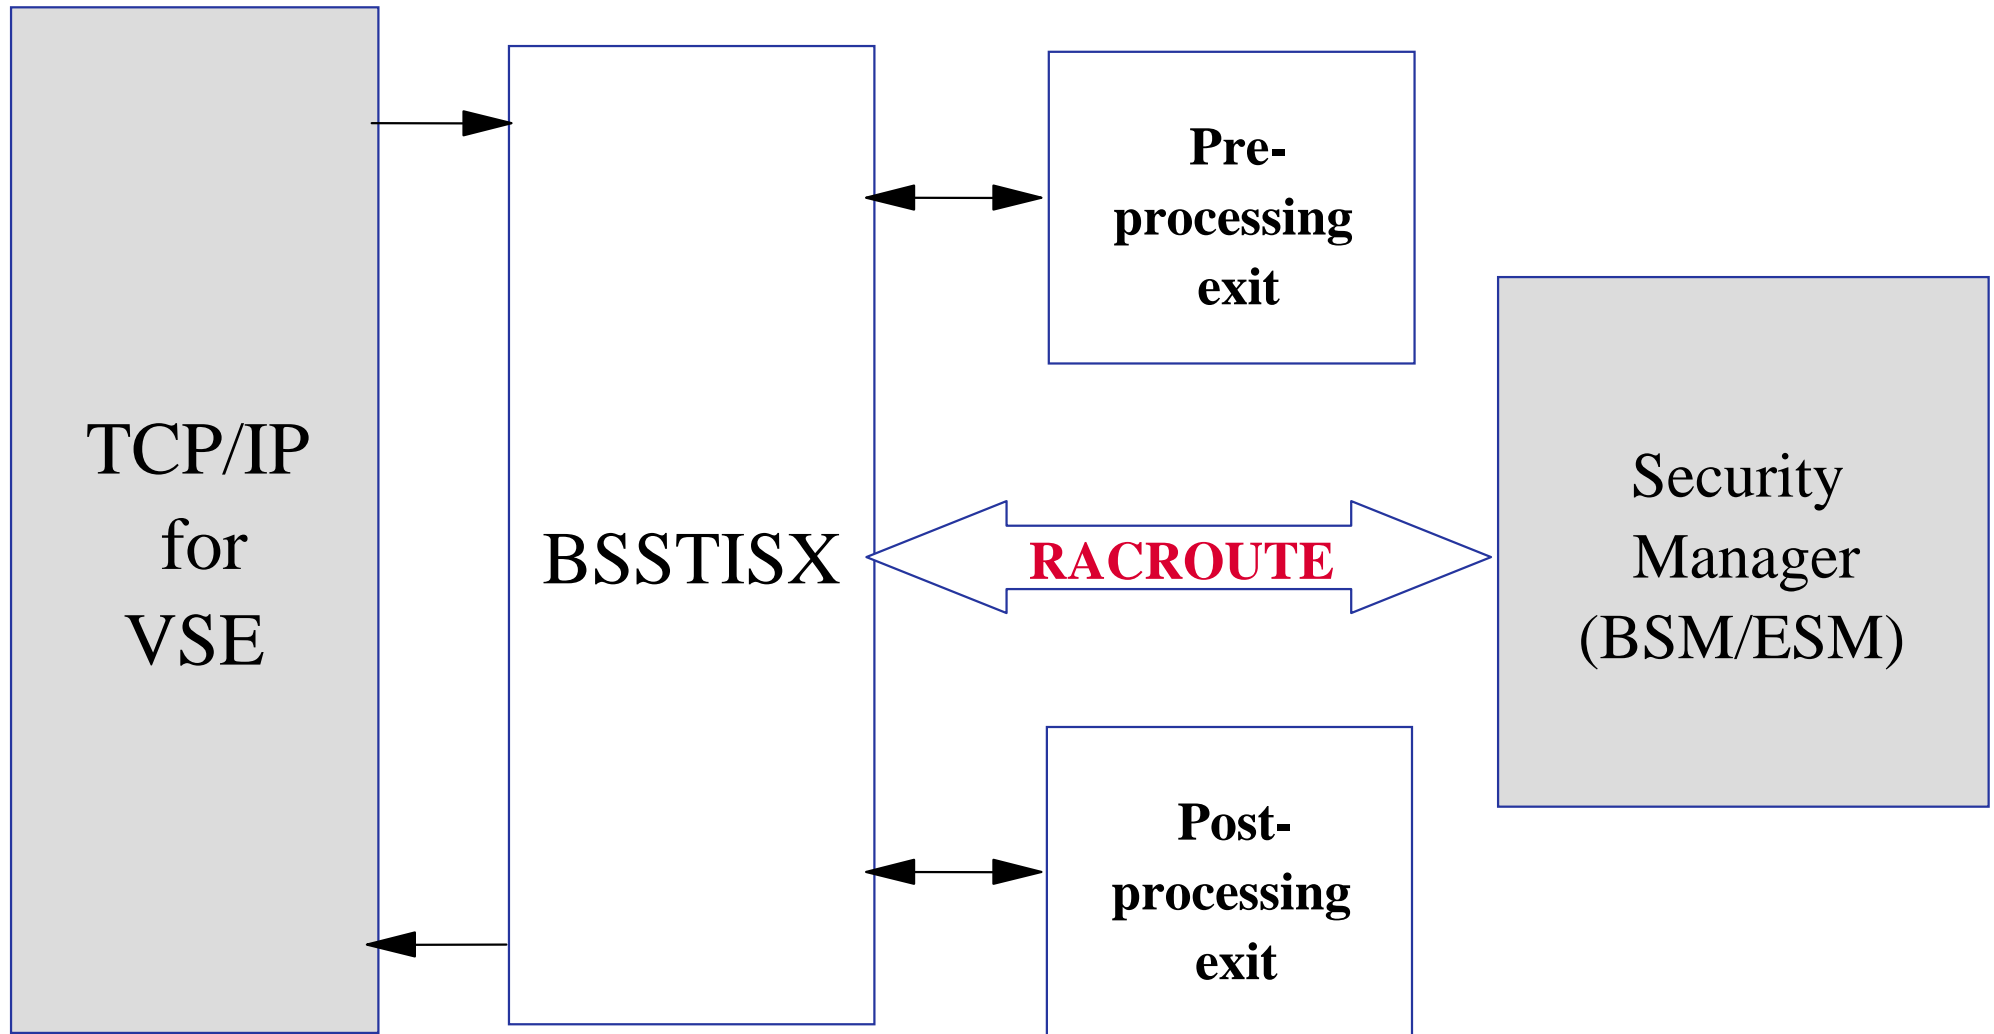 TCP/IP
for
VSE
BSSTISX
Pre-
processing
exit
RACROUTE
Post-
processing
exit
Security
Manager
(BSM/ESM)